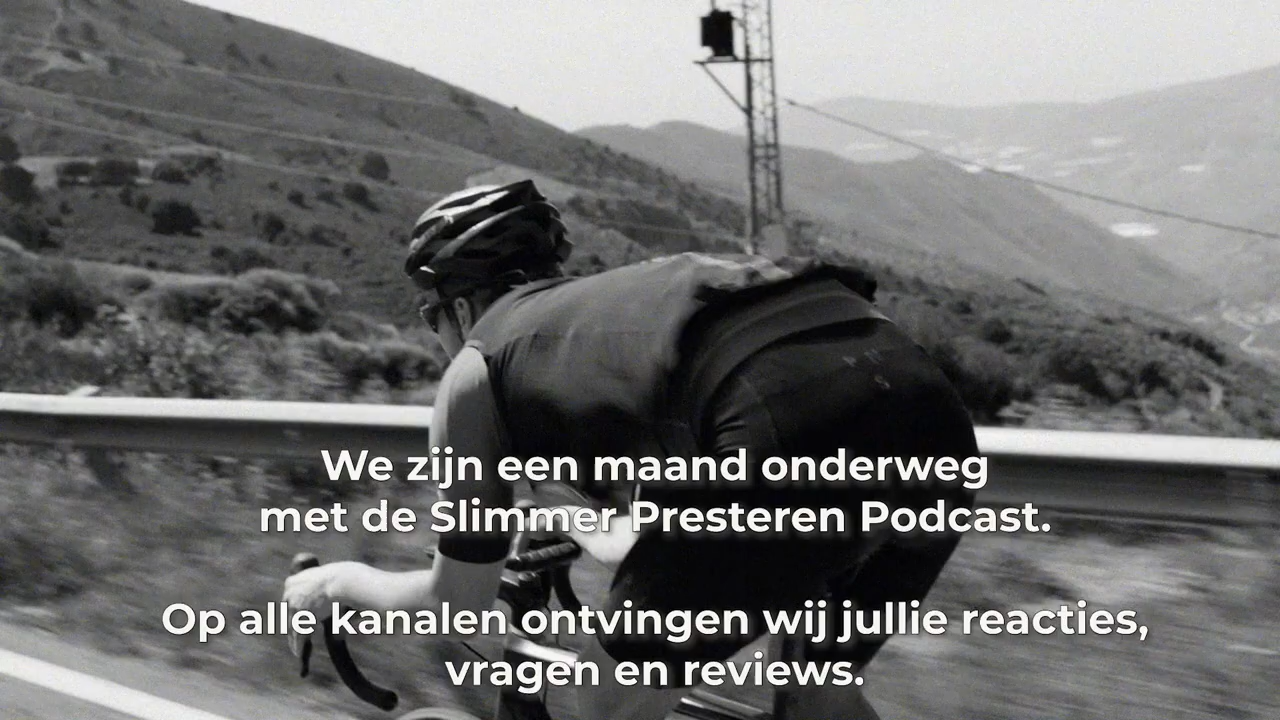 We zijn een maand onderweg
met de Slimmer Presteren Podcast.
Op alle kanalen ontvingen wij jullie reacties,
vragen en reviews.